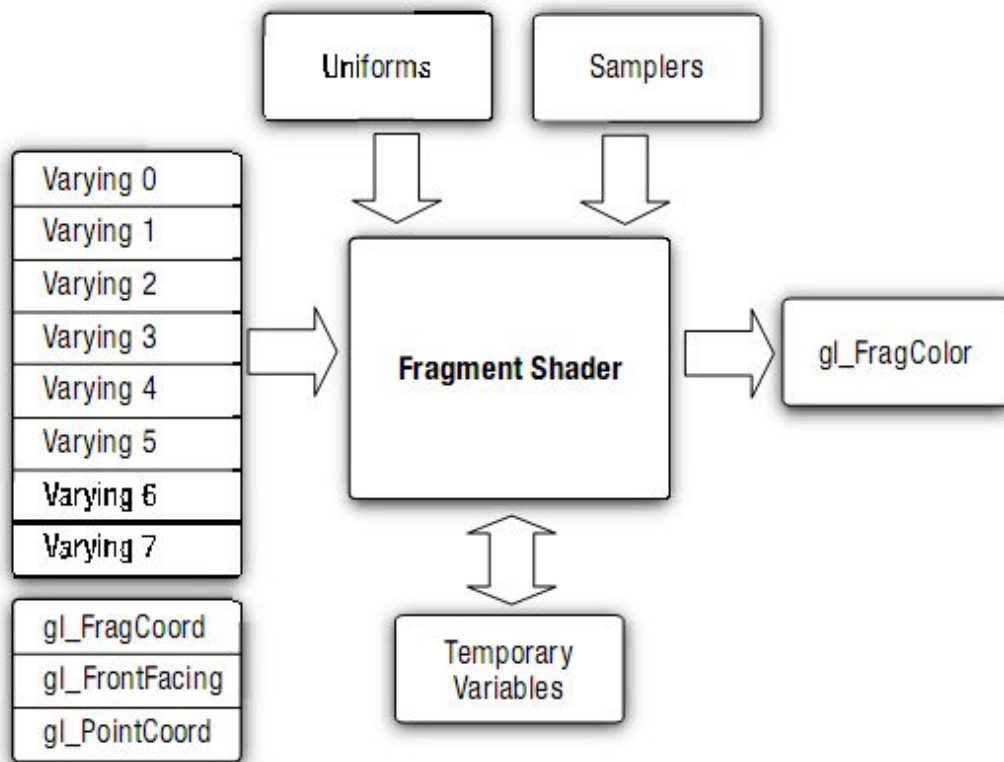 Uniforms
Samplers
Varying 0
Varying 1
Varying 2
Varying 3
Varying 4
Varying 5
Varying 6
Varying 7
gl_FragCoord
gl_FrontFacing
gl_PointCoord
Fragment Shader
gl_FragColor
Temporary
Variables